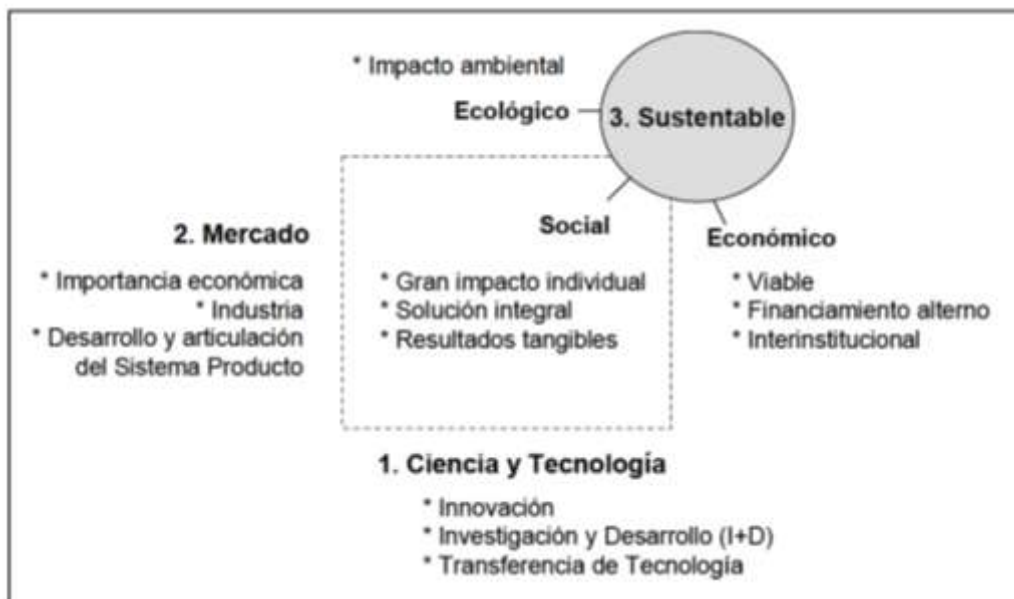 * Impacto ambiental
Ecológico
3. Sustentable
Social
Económico
2. Mercado
* Importancia económica
* Industria
* Desarrollo y articulación
del Sistema Producto
* Gran impacto individual
* Solución integral
* Resultados tangibles
* Viable
* Financiamiento alterno
* Interinstitucional
1. Ciencia y Tecnología
* Innovación
* Investigación y Desarrollo (I+D)
* Transferencia de Tecnología